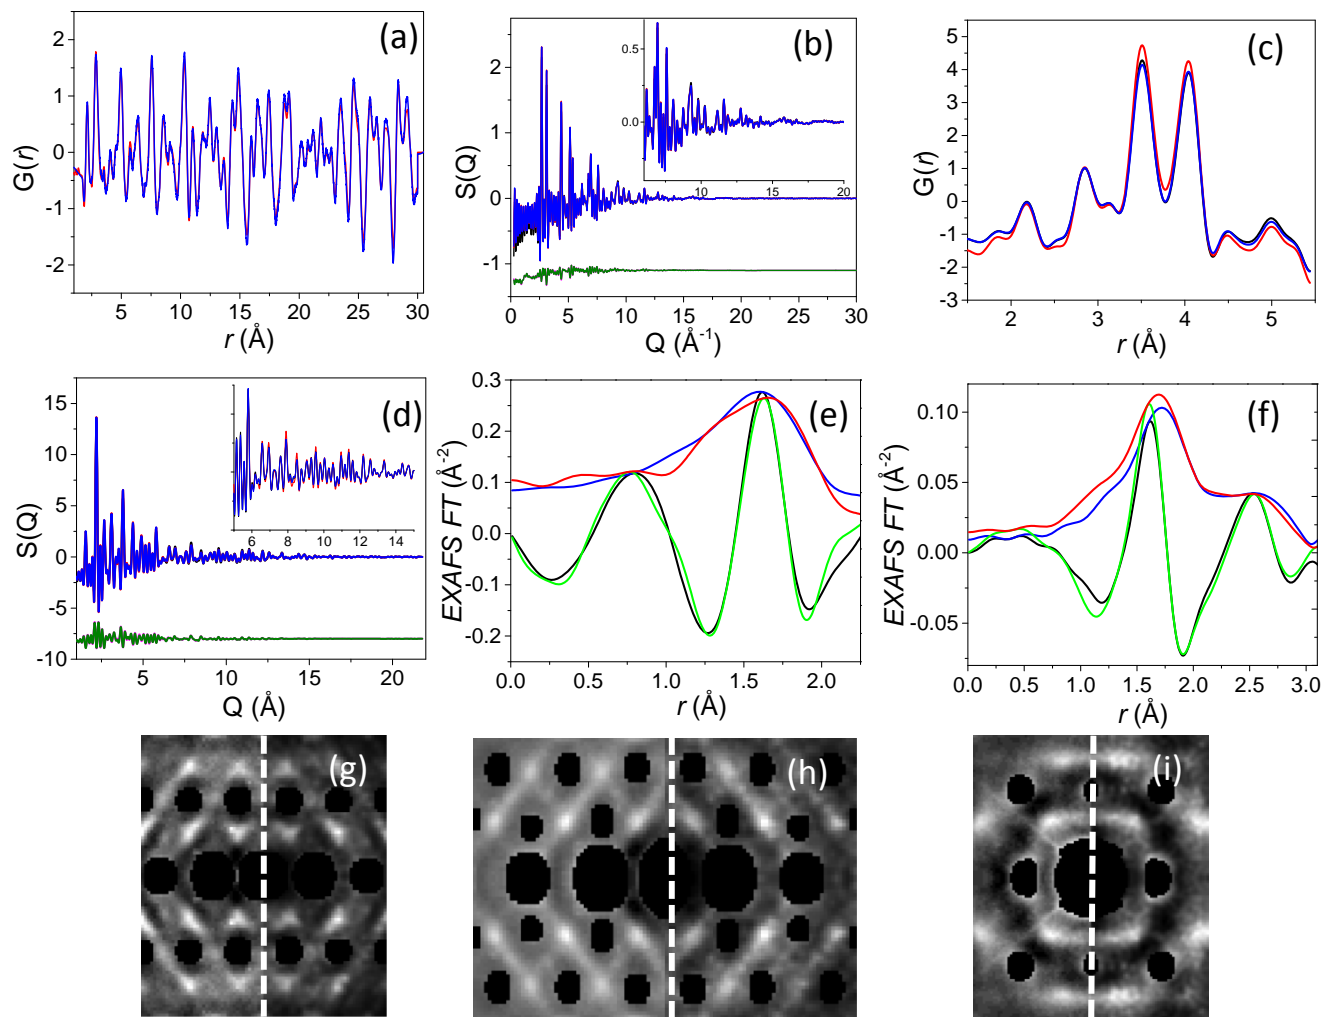 (a)
G(r)
2
1
0
-1
-2
5 10 15 20 25 30
r (Å)
(b)
S(Q)
2
1
0
-1
0.5
0.0
10 15 20
0 5 10 15 20 25 30
Q (Å-1)
(c)
G(r)
5
4
3
2
1
0
-1
-2
-3
2 3 4 5
r (Å)
(d)
S(Q)
15
10
5
0
-5
-10
6 8 10 12 14
5 10 15 20
Q (Å)
(e)
EXAFS FT (Å-2)
0.3
0.2
0.1
0.0
-0.1
-0.2
0.0 0.5 1.0 1.5 2.0
r (Å)
(f)
EXAFS FT (Å-2)
0.10
0.05
0.00
-0.05
0.0 0.5 1.0 1.5 2.0 2.5 3.0
r (Å)
(g)
(h)
(i)